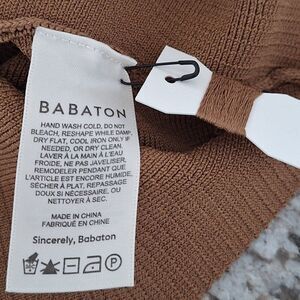 BABATON
HAND WASH COLD, DO NOT
BLEACH, RESHAPE WHILE DAMP,
DRY FLAT, COOL IRON ONLY IF
NEEDED, OR DRY CLEAN.
LAVER À LA MAIN À L'EAU
FROIDE, NE PAS JAVELISER,
REMODELER PENDANT QUE
L'ARTICLE EST ENCORE HUMIDE,
SÉCHER À PLAT, REPASSAGE
DOUX SI NÉCESSAIRE OU
NETTOYER À SEC.
MADE IN CHINA
FABRIQUÉ EN CHINE
Sincerely, Babaton
P